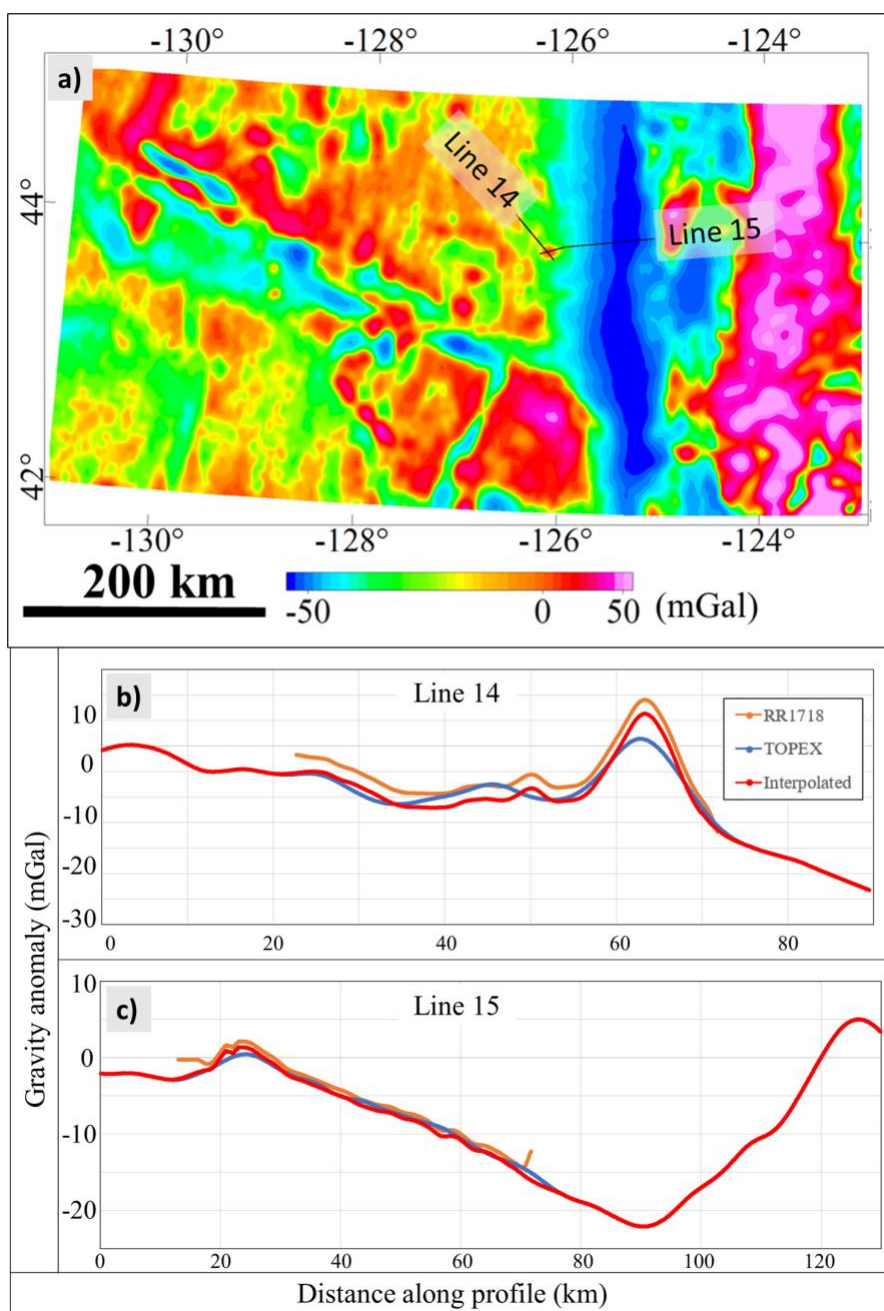 -130° -128° -126° -124°
a)
Line 14
Line 15
44°
42°
-130° -128° -126° -124°
200 km
-50 0 50 (mGal)
Gravity anomaly (mGal)
b)
Line 14
10
0
-10
-20
-30
RR1718
TOPEX
Interpolated
0 20 40 60 80
c)
Line 15
10
0
-10
-20
0 20 40 60 80 100 120
Distance along profile (km)